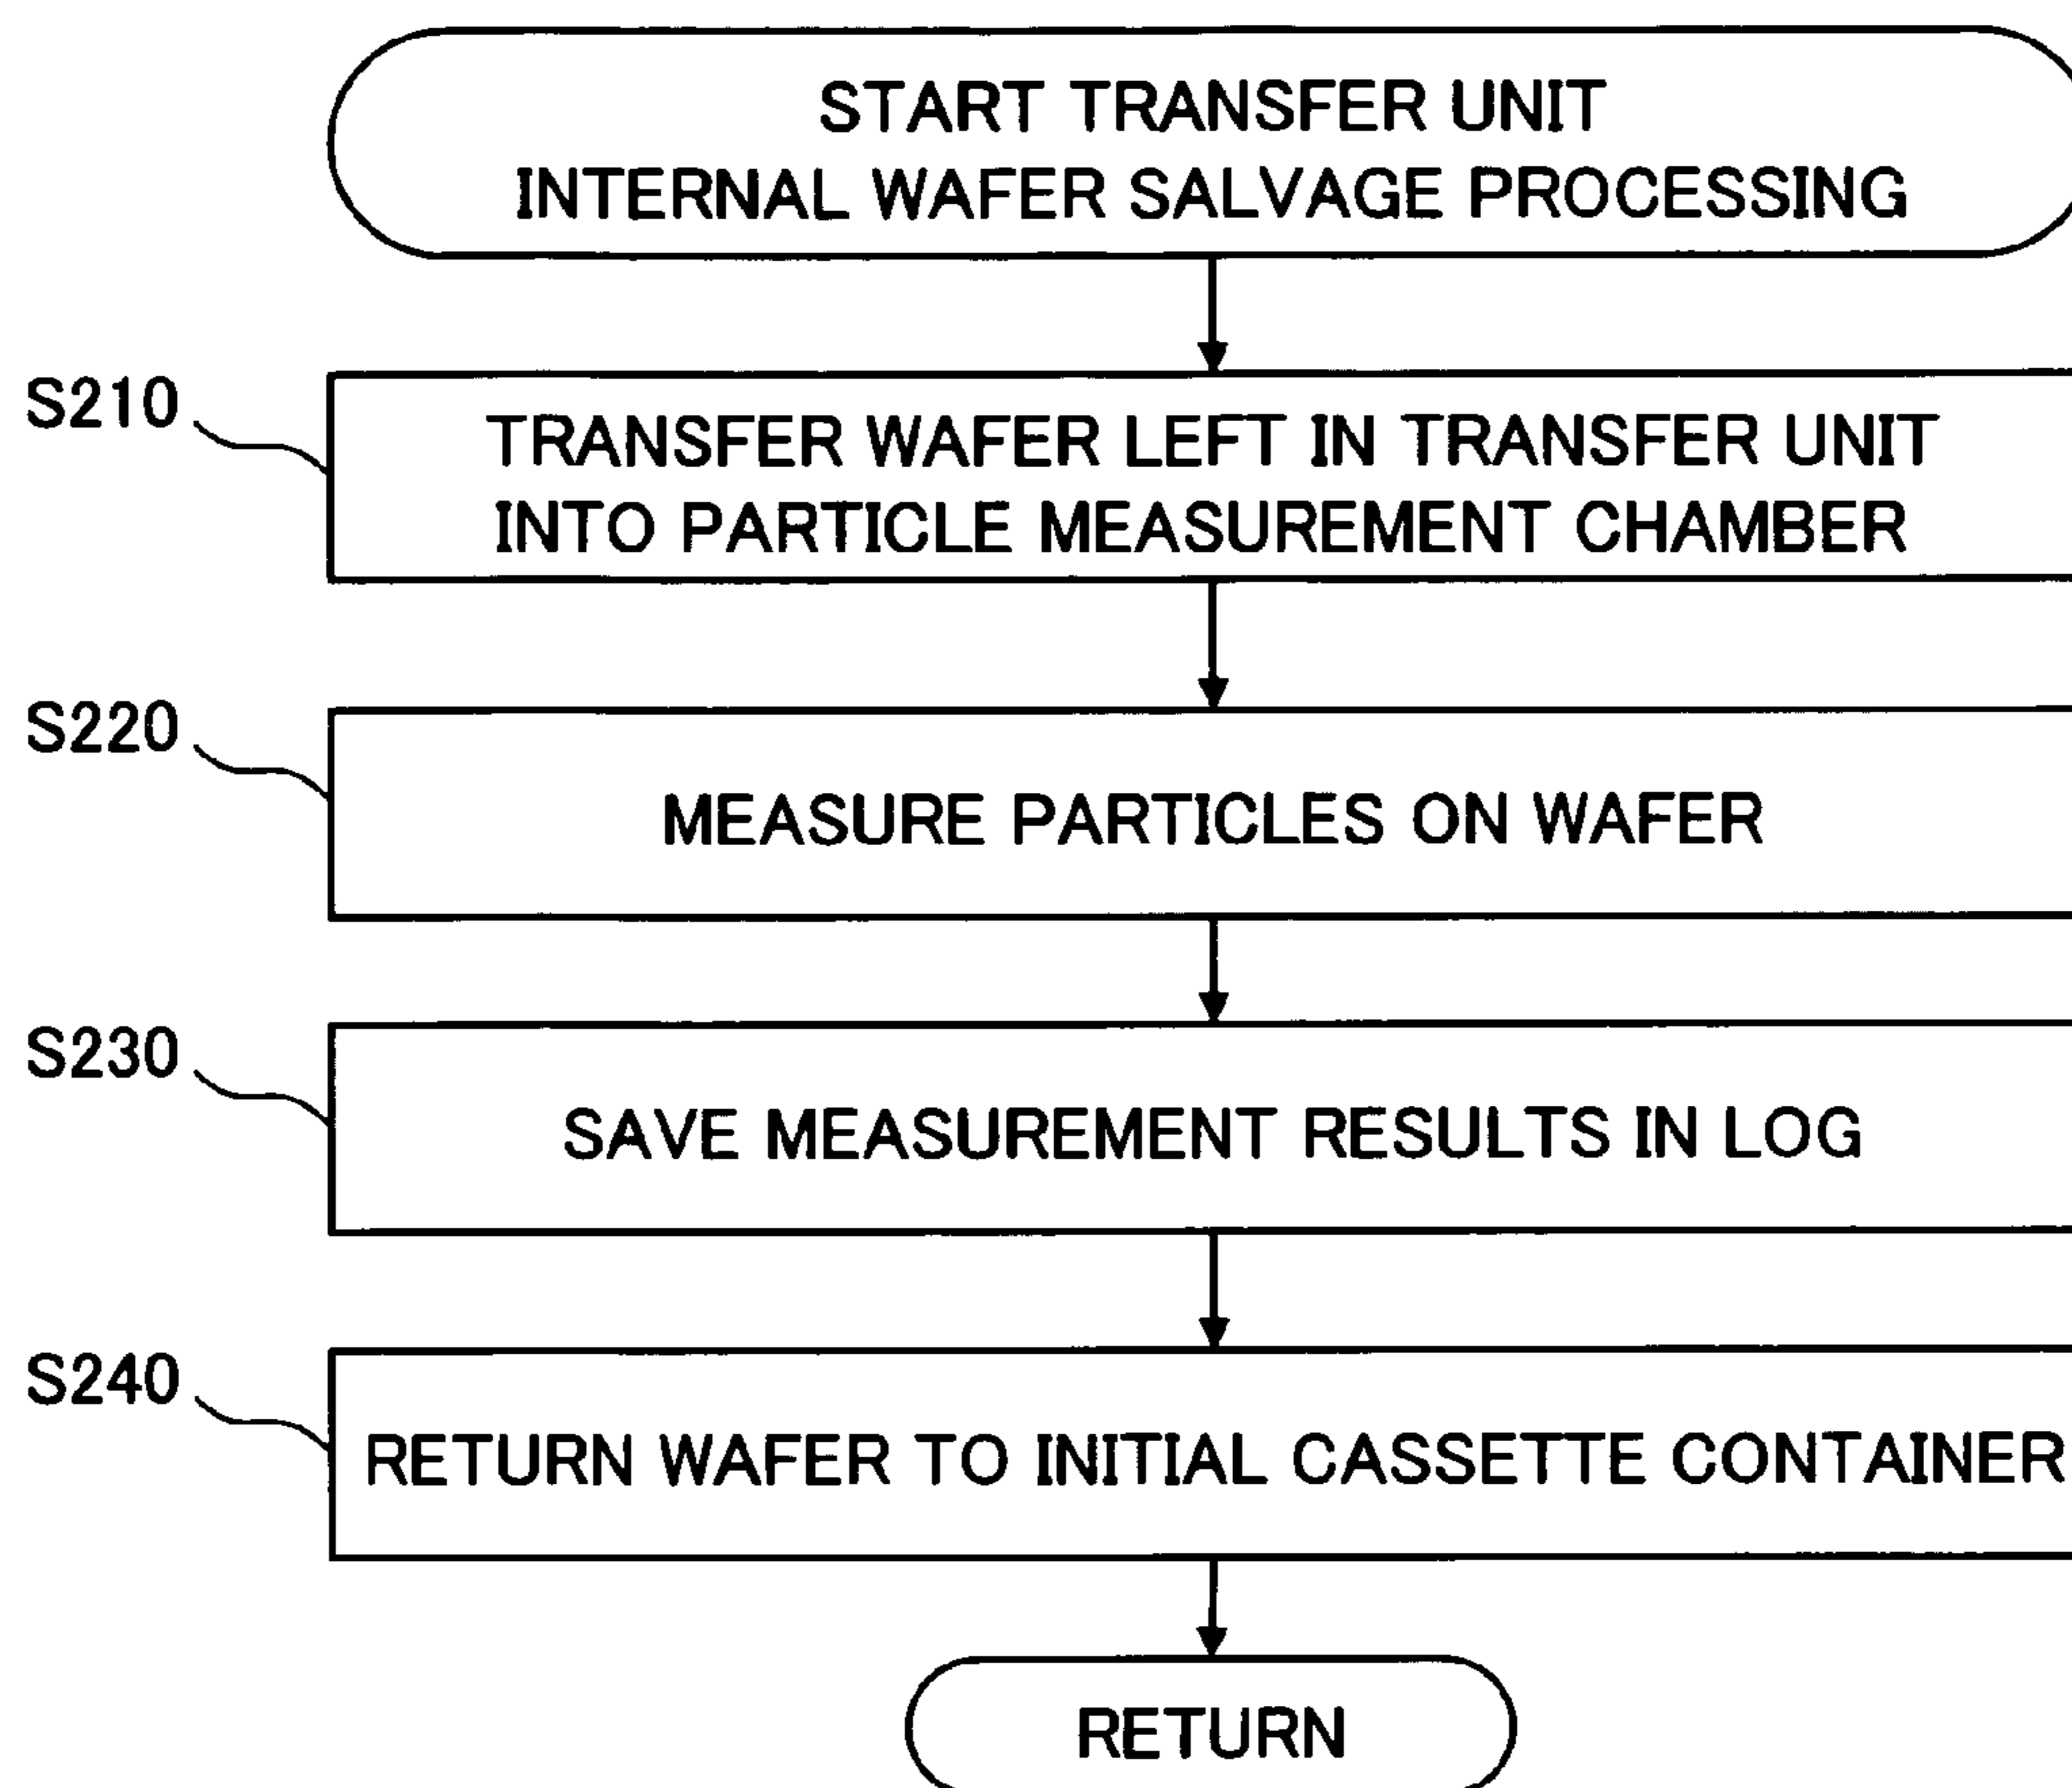 START TRANSFER UNIT
INTERNAL WAFER SALVAGE PROCESSING
S210
TRANSFER WAFER LEFT IN TRANSFER UNIT
INTO PARTICLE MEASUREMENT CHAMBER
S220
MEASURE PARTICLES ON WAFER
S230
SAVE MEASUREMENT RESULTS IN LOG
S240
RETURN WAFER TO INITIAL CASSETTE CONTAINER
RETURN